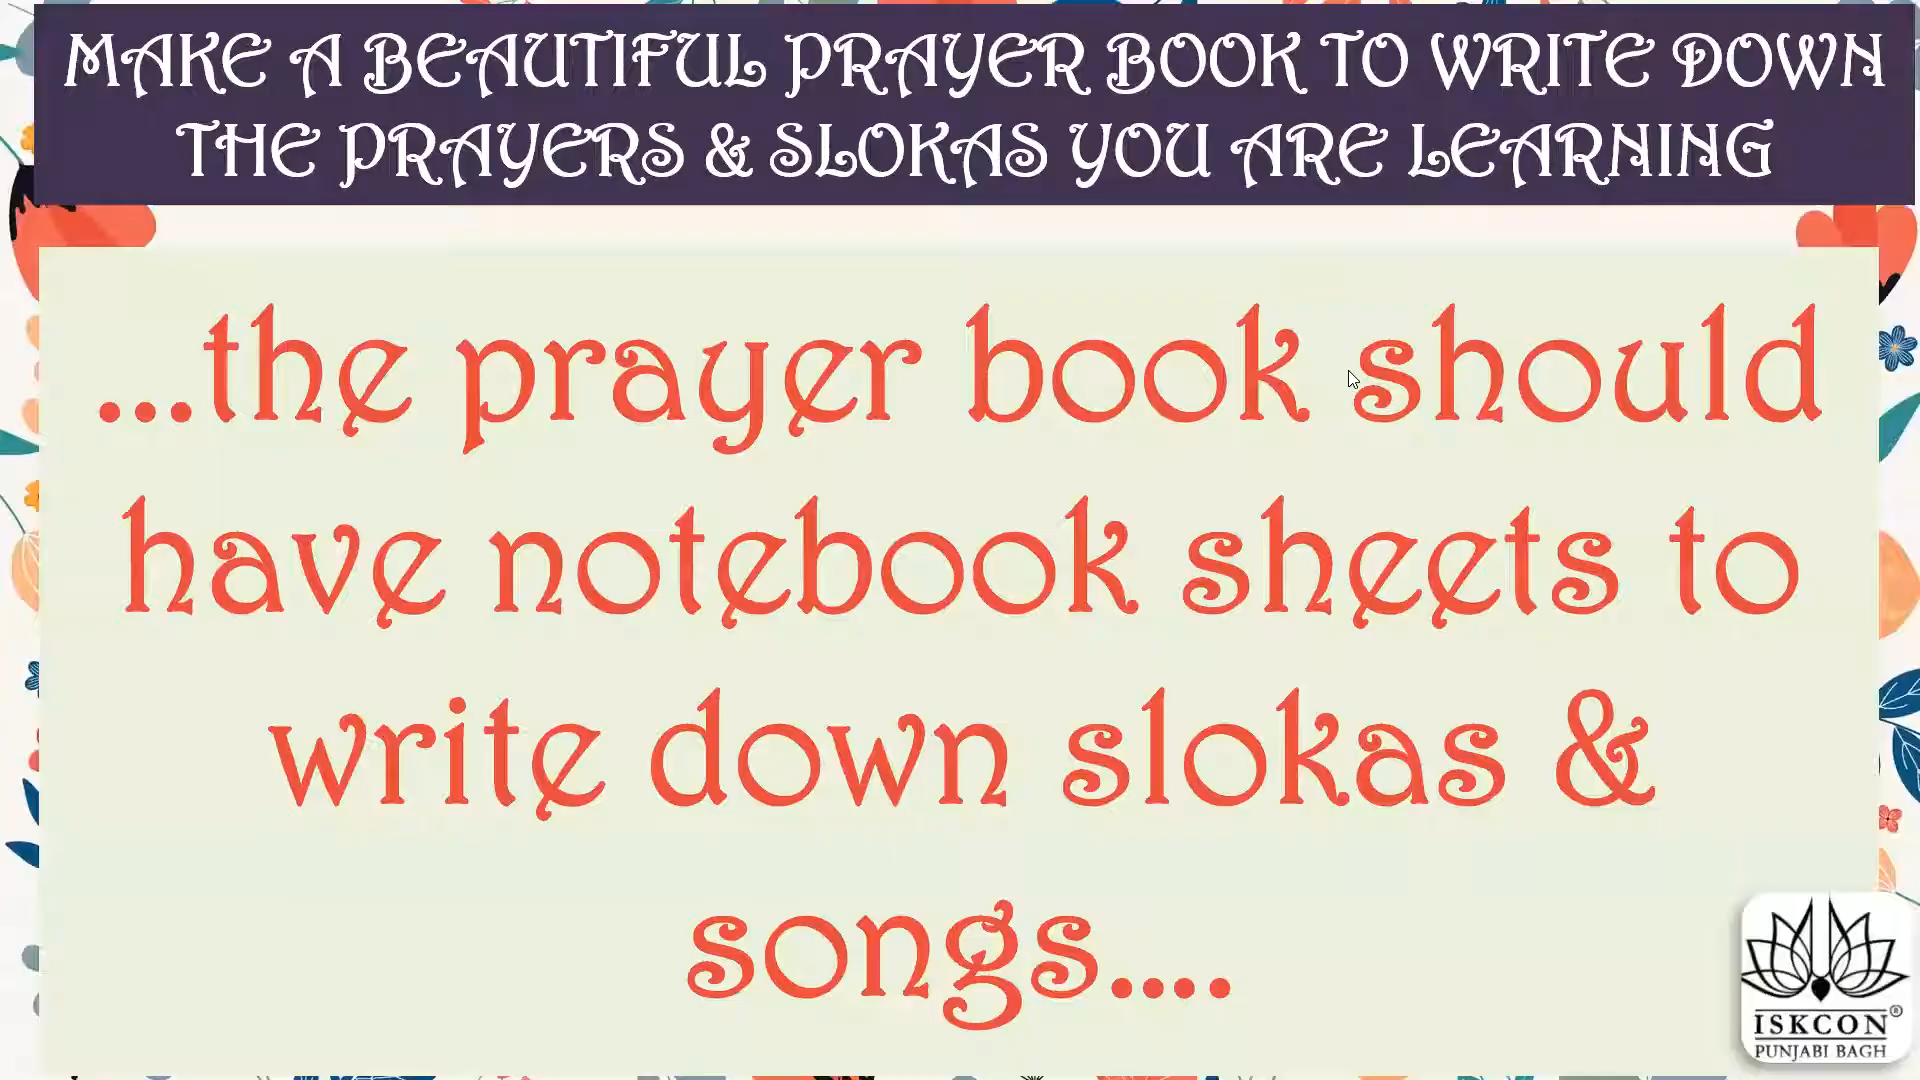 MAKE A BEAUTIFUL PRAYER BOOK TO WRITE DOWN
THE PRAYERS & SLOKAS YOU ARE LEARNING
...the prayer book should
have notebook sheets to
write down slokas &
songs....
ISKCON®
PUNJABI BAGH